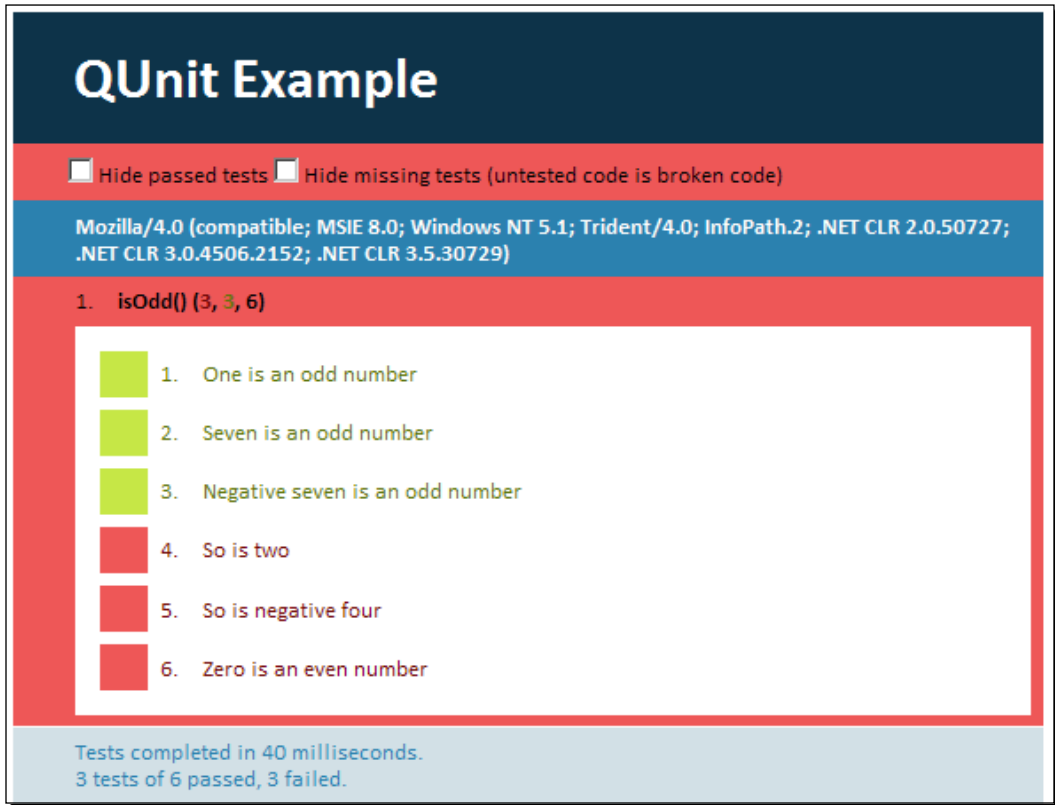 QUnit Example
Hide passed tests Hide missing tests (untested code is broken code)
Mozilla/4.0 (compatible; MSIE 8.0; Windows NT 5.1; Trident/4.0; InfoPath.2; .NET CLR 2.0.50727;
.NET CLR 3.0.4506.2152; .NET CLR 3.5.30729)
1. isOdd() (3, 3, 6)
1. One is an odd number
2. Seven is an odd number
3. Negative seven is an odd number
4. So is two
5. So is negative four
6. Zero is an even number
Tests completed in 40 milliseconds.
3 tests of 6 passed, 3 failed.